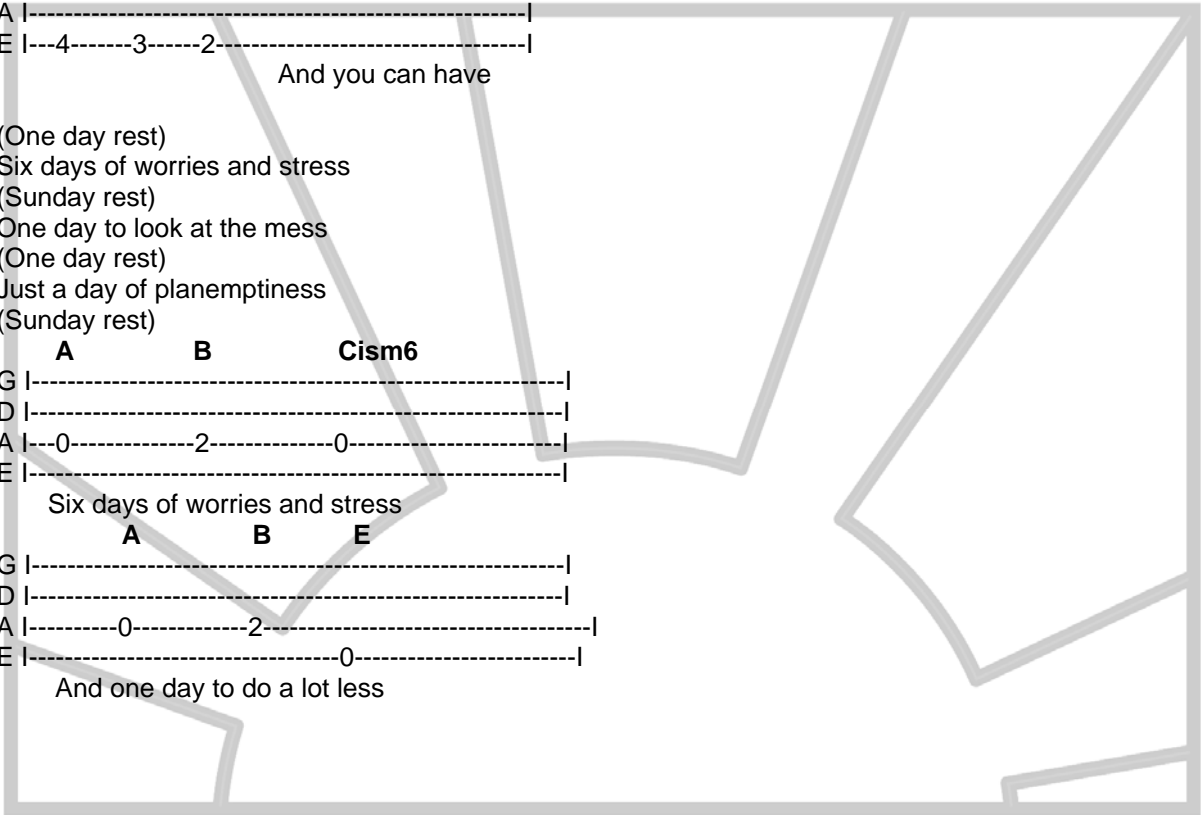 A |--------------------------------------------------------|
E |---4-------3------2-----------------------------------|
And you can have
(One day rest)
Six days of worries and stress
(Sunday rest)
One day to look at the mess
(One day rest)
Just a day of planemptiness
(Sunday rest)
A B Cism6
G |------------------------------------------------------------|
D |------------------------------------------------------------|
A |---0--------------2--------------0------------------------|
E |------------------------------------------------------------|
Six days of worries and stress
A B E
G |------------------------------------------------------------|
D |------------------------------------------------------------|
A |----------0-------------2-------------------------------------|
E |-----------------------------------0-------------------------|
And one day to do a lot less